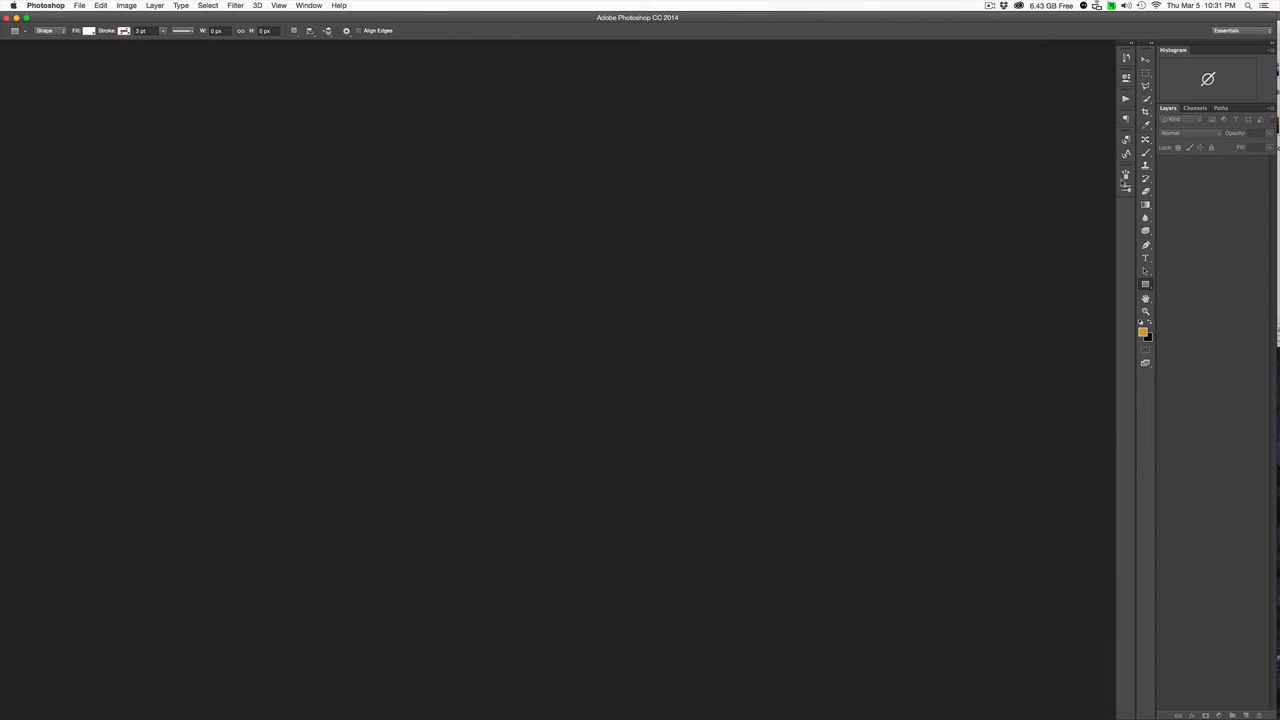 Photoshop File Edit Image Layer Type Select Filter 3D View Window Help 6.43 GB Free Thu Mar 5 10:31 PM
Adobe Photoshop CC 2014
Shape Fill: Stroke: 3 pt W: 0 px H: 0 px Align Edges Essentials
Histogram
Layers Channels Paths
Kind
Normal Opacity:
Lock: Fill: